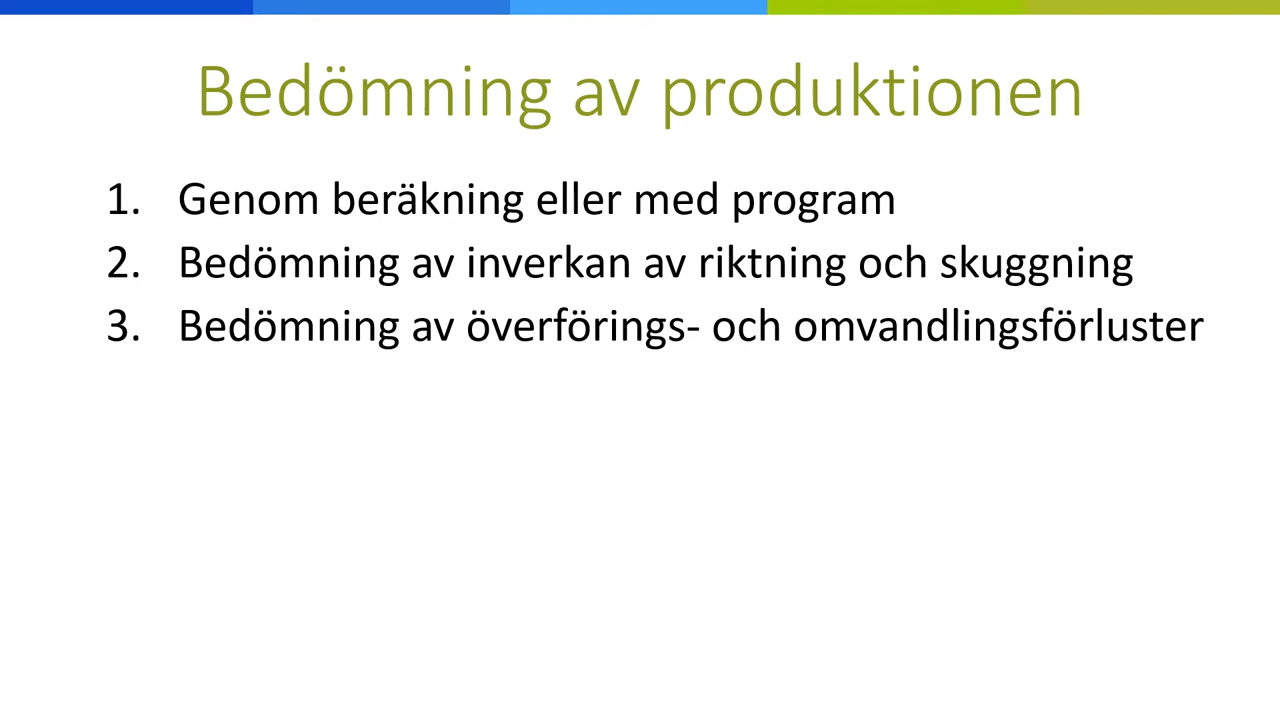 Bedömning av produktionen
1. Genom beräkning eller med program
2. Bedömning av inverkan av riktning och skuggning
3. Bedömning av överförings- och omvandlingsförluster